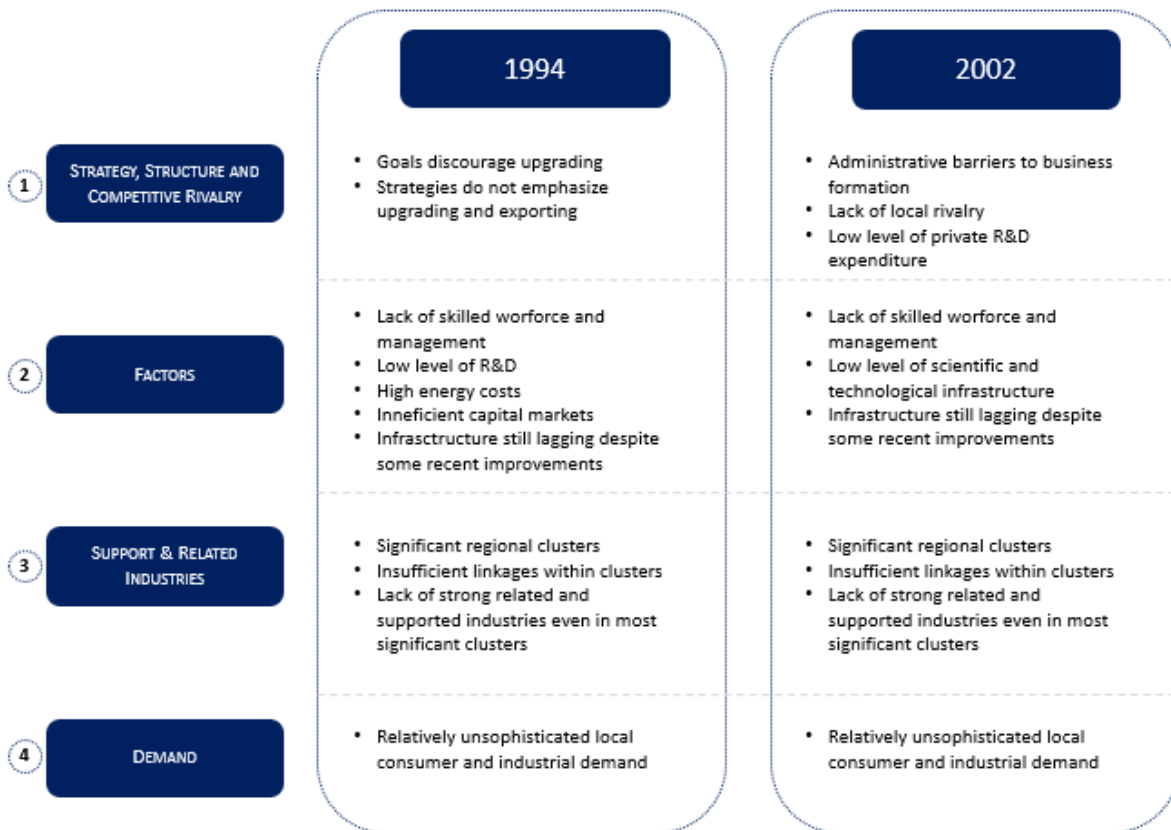 1994
2002
1
STRATEGY, STRUCTURE AND
COMPETITIVE RIVALRY
• Goals discourage upgrading
• Strategies do not emphasize
upgrading and exporting
• Administrative barriers to business
formation
• Lack of local rivalry
• Low level of private R&D
expenditure
2
FACTORS
• Lack of skilled worforce and
management
• Low level of R&D
• High energy costs
• Inneficient capital markets
• Infrasctructure still lagging despite
some recent improvements
• Lack of skilled worforce and
management
• Low level of scientific and
technological infrastructure
• Infrastructure still lagging despite
some recent improvements
3
SUPPORT & RELATED
INDUSTRIES
• Significant regional clusters
• Insufficient linkages within clusters
• Lack of strong related and
supported industries even in most
significant clusters
• Significant regional clusters
• Insufficient linkages within clusters
• Lack of strong related and
supported industries even in most
significant clusters
4
DEMAND
• Relatively unsophisticated local
consumer and industrial demand
• Relatively unsophisticated local
consumer and industrial demand